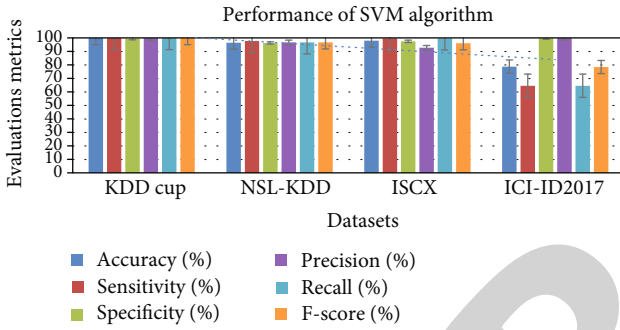 Performance of SVM algorithm
Evaluations metrics
100
90
80
70
60
50
40
30
20
10
0
KDD cup NSL-KDD ISCX ICI-ID2017
Datasets
Accuracy (%) Precision (%)
Sensitivity (%) Recall (%)
Specificity (%) F-score (%)